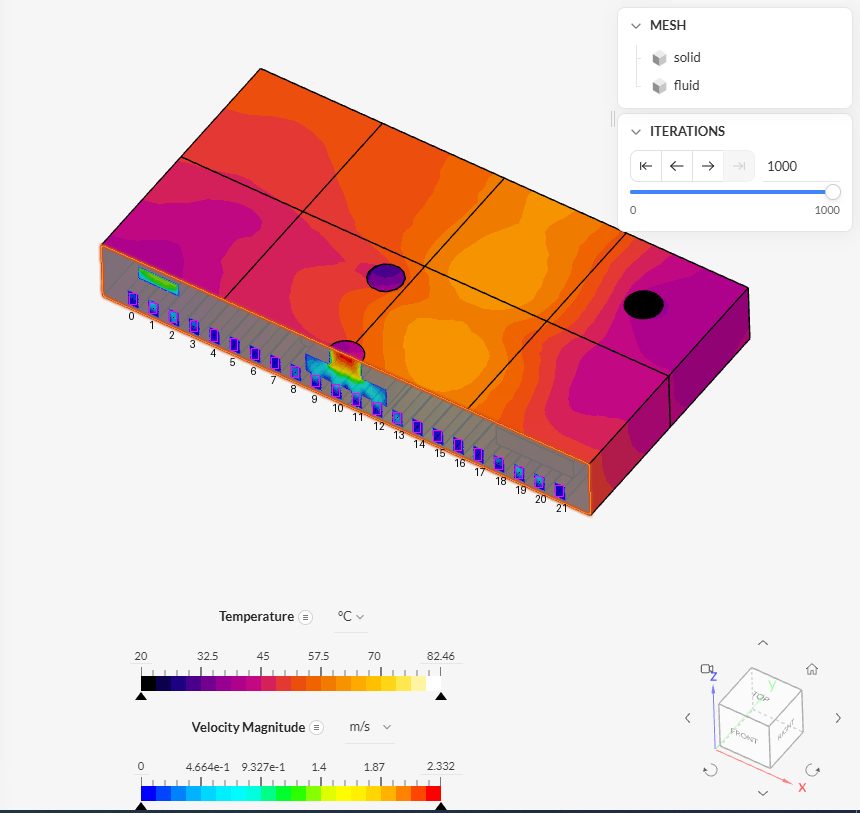 MESH
solid
fluid
ITERATIONS
1000
0 1000
0
1
2
3
4
5
6
7
8
9
10
11
12
13
14
15
16
17
18
19
20
21
Temperature °C
20 32.5 45 57.5 70 82.46
Velocity Magnitude m/s
0 4.664e-1 9.327e-1 1.4 1.87 2.332
Z
Y
TOP
FRONT
RIGHT
X